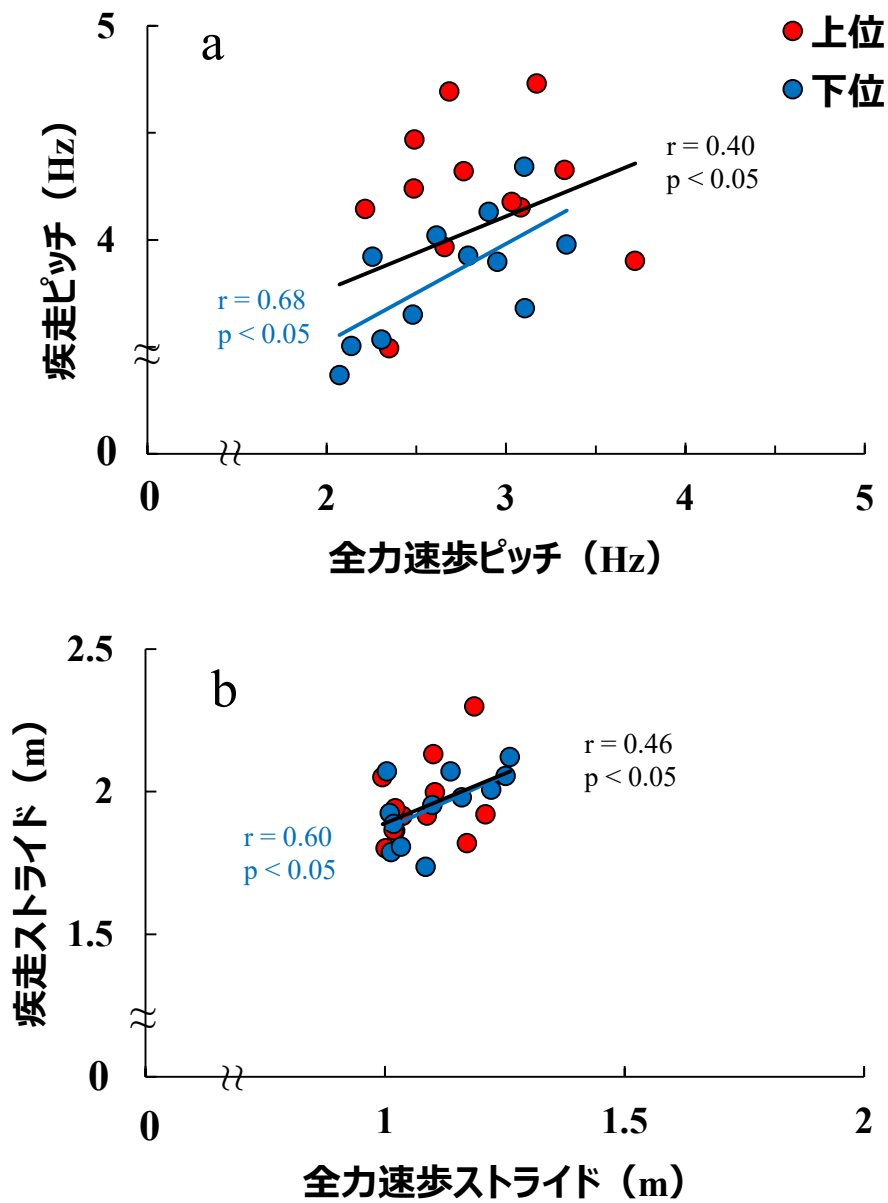 5
a
上位
下位
疾走ピッチ（Hz）
r = 0.40
p < 0.05
4
r = 0.68
p < 0.05
0
0
2
3
4
5
全力速歩ピッチ（Hz）
2.5
b
疾走ストライド（m）
r = 0.46
p < 0.05
2
r = 0.60
p < 0.05
1.5
0
0
1
1.5
2
全力速歩ストライド（m）